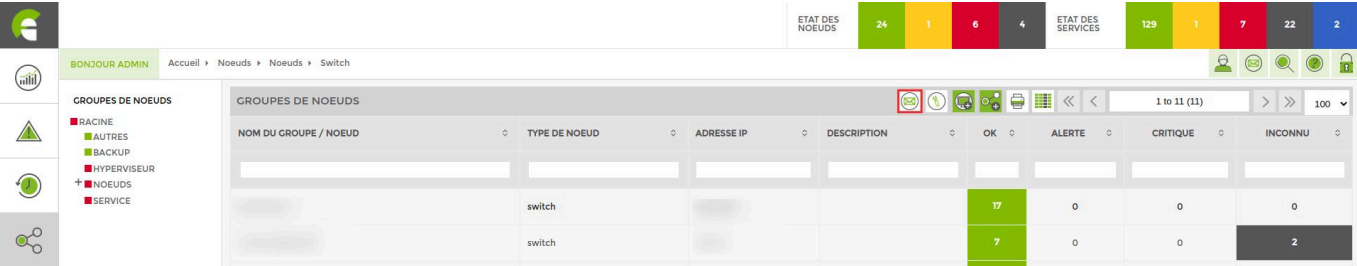 ETAT DES NOEUDS
24 1 6 4
ETAT DES SERVICES
129 1 7 22 2
BONJOUR ADMIN Accueil Noeuds Noeuds Switch
GROUPES DE NOEUDS
RACINE
AUTRES
BACKUP
HYPERVISEUR
+ NOEUDS
SERVICE
GROUPES DE NOEUDS 1 to 11 (11) 100
NOM DU GROUPE / NOEUD TYPE DE NOEUD ADRESSE IP DESCRIPTION OK ALERTE CRITIQUE INCONNU
switch 17 0 0 0
switch 7 0 0 2